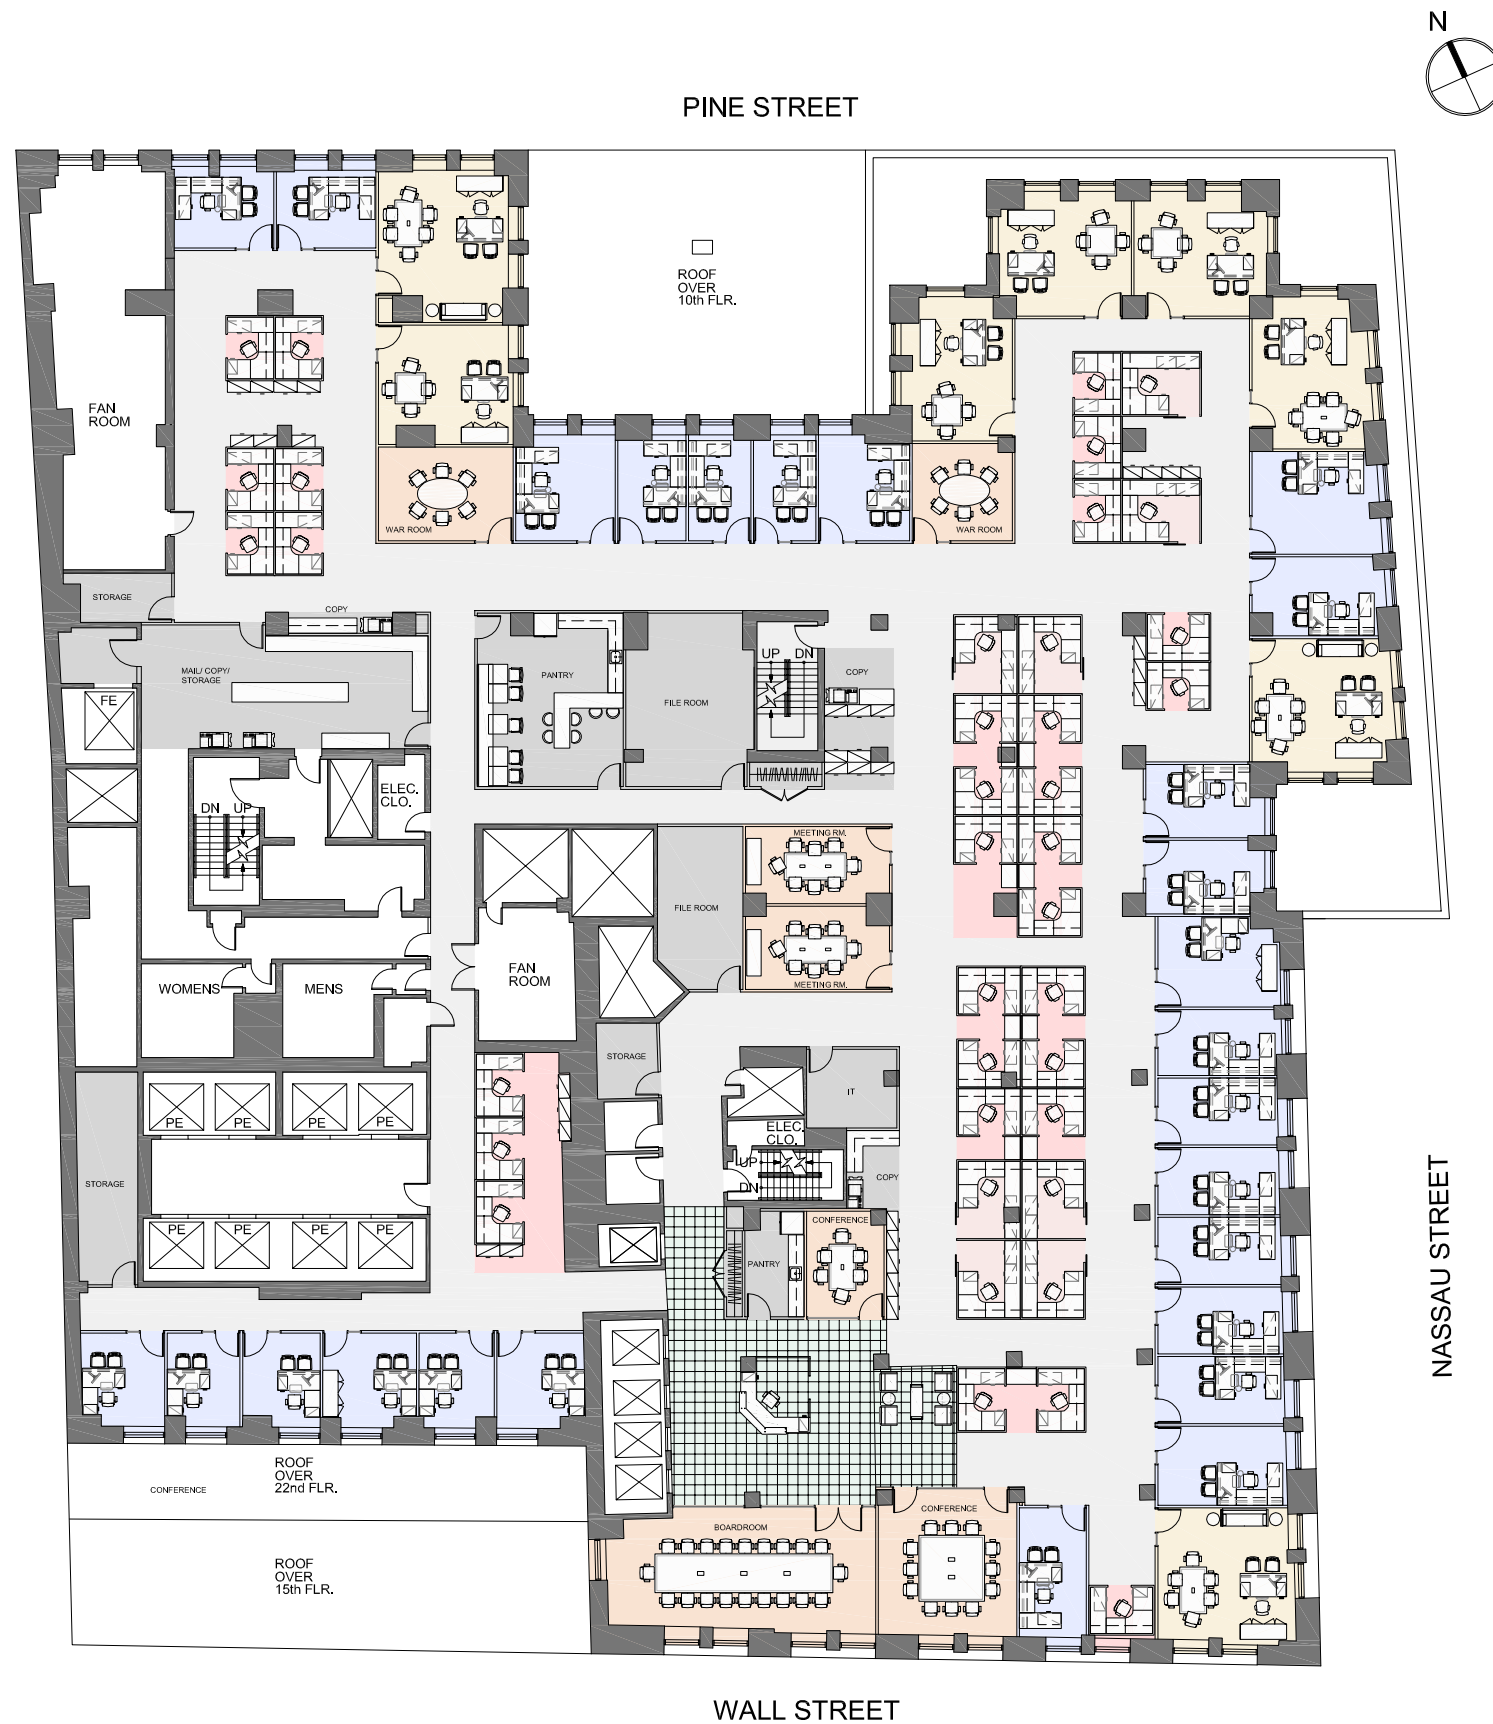 N
PINE STREET
ROOF
OVER
10th FLR.
FAN
ROOM
WAR ROOM
WAR ROOM
STORAGE
COPY
MAIL/ COPY/
STORAGE
PANTRY
FILE ROOM
UP
DN
COPY
FE
ELEC.
CLO.
DN
UP
MEETING RM.
FILE ROOM
MEETING RM.
FAN
ROOM
WOMENS
MENS
STORAGE
IT
PE
PE
PE
PE
ELEC.
CLO.
UP
DN
COPY
STORAGE
PE
PE
PE
PE
CONFERENCE
PANTRY
NASSAU STREET
ROOF
OVER
22nd FLR.
CONFERENCE
CONFERENCE
BOARDROOM
ROOF
OVER
15th FLR.
WALL STREET